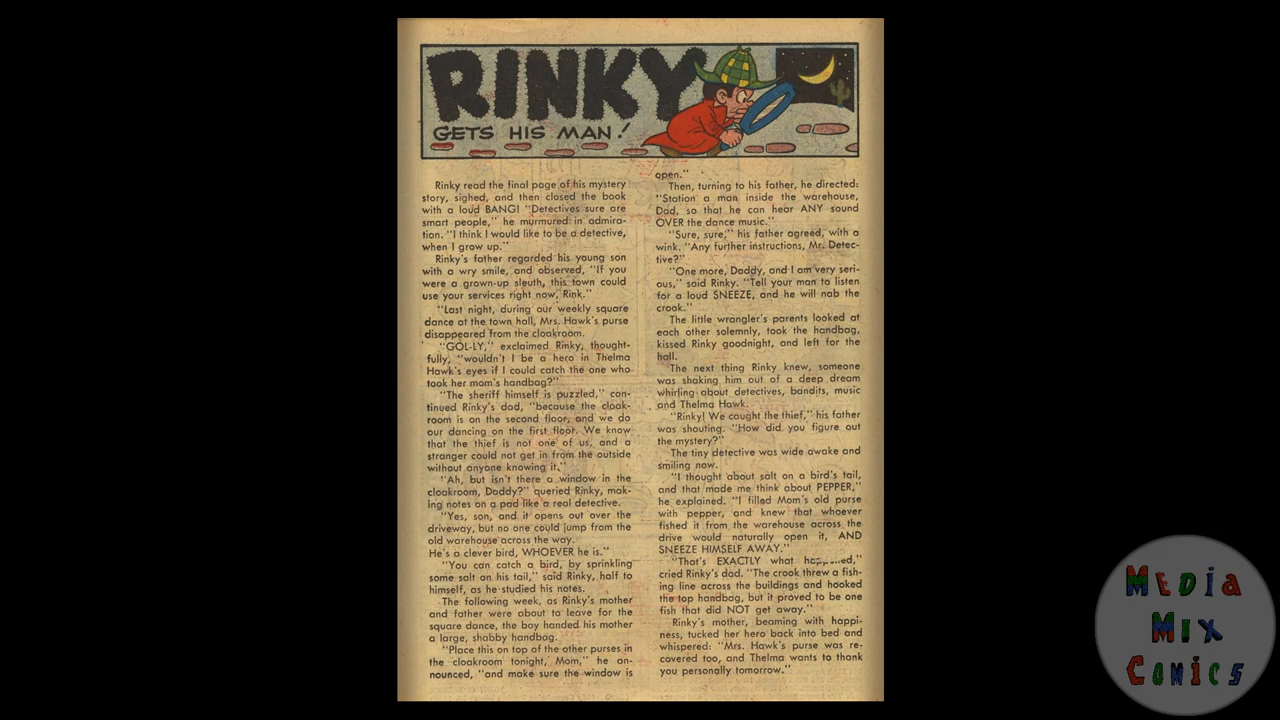 RINKY
GETS HIS MAN!
Rinky read the final page of his mystery
story, sighed, and then closed the book
with a loud BANG! "Detectives sure are
smart people," he murmured in admira-
tion. "I think I would like to be a detective,
when I grow up."
Rinky's father regarded his young son
with a wry smile, and observed, "If you
were a grown-up sleuth, this town could
use your services right now, Rink."
"Last night, during our weekly square
dance at the town hall, Mrs. Hawk's purse
disappeared from the cloakroom.
"GOL-LY," exclaimed Rinky, thought-
fully, "wouldn't I be a hero in Thelma
Hawk's eyes if I could catch the one who
took her mom's handbag?"
"The sheriff himself is puzzled," con-
tinued Rinky's dad, "because the cloak-
room is on the second floor, and we do
our dancing on the first floor. We know
that the thief is not one of us, and a
stranger could not get in from the outside
without anyone knowing it."
"Ah, but isn't there a window in the
cloakroom, Daddy?" queried Rinky, mak-
ing notes on a pad like a real detective.
"Yes, son, and it opens out over the
driveway, but no one could jump from the
old warehouse across the way.
He's a clever bird, WHOEVER he is."
"You can catch a bird, by sprinkling
some salt on his tail," said Rinky, half to
himself, as he studied his notes.
The following week, as Rinky's mother
and father were about to leave for the
square dance, the boy handed his mother
a large, shabby handbag.
"Place this on top of the other purses in
the cloakroom tonight, Mom," he an-
nounced, "and make sure the window is
open."
Then, turning to his father, he directed:
"Station a man inside the warehouse,
Dad, so that he can hear ANY sound
OVER the dance music."
"Sure, sure," his father agreed, with a
wink. "Any further instructions, Mr. Detec-
tive?"
"One more, Daddy, and I am very seri-
ous," said Rinky. "Tell your man to listen
for a loud SNEEZE, and he will nab the
crook."
The little wrangler's parents looked at
each other solemnly, took the handbag,
kissed Rinky goodnight, and left for the
hall.
The next thing Rinky knew, someone
was shaking him out of a deep dream
whirling about detectives, bandits, music
and Thelma Hawk.
"Rinky! We caught the thief," his father
was shouting. "How did you figure out
the mystery?"
The tiny detective was wide awake and
smiling now.
"I thought about salt on a bird's tail,
and that made me think about PEPPER,"
he explained. "I filled Mom's old purse
with pepper, and knew that whoever
fished it from the warehouse across the
drive would naturally open it, AND
SNEEZE HIMSELF AWAY."
"That's EXACTLY what happened,"
cried Rinky's dad. "The crook threw a fish-
ing line across the buildings and hooked
the top handbag, but it proved to be one
fish that did NOT get away."
Rinky's mother, beaming with happi-
ness, tucked her hero back into bed and
whispered: "Mrs. Hawk's purse was re-
covered too, and Thelma wants to thank
you personally tomorrow."
MEDIA
MIX
COMICS